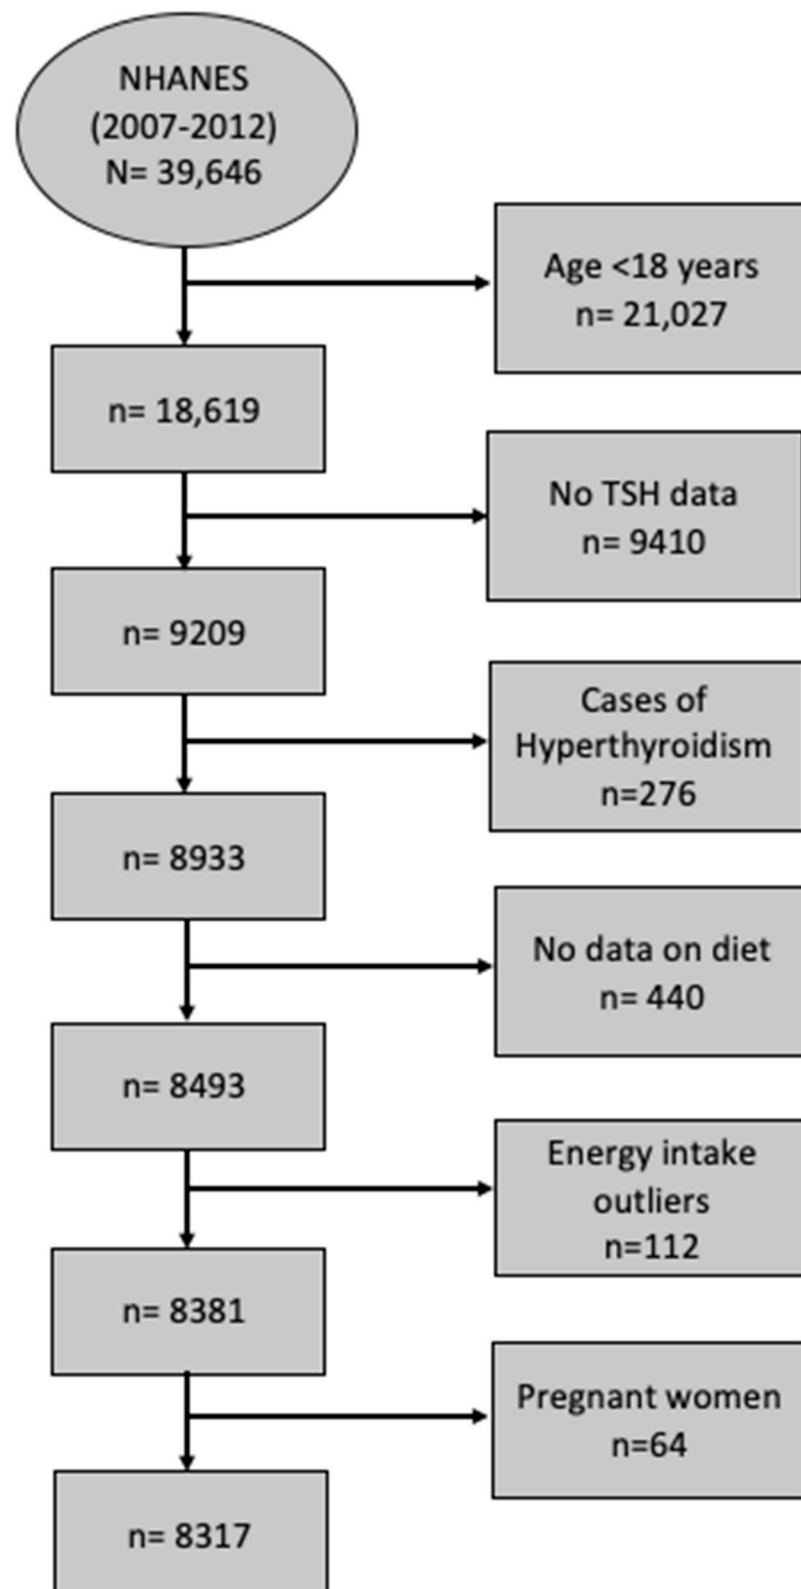 NHANES
(2007-2012)
N= 39,646
Age <18 years
n= 21,027
n= 18,619
No TSH data
n= 9410
n= 9209
Cases of
Hyperthyroidism
n=276
n= 8933
No data on diet
n= 440
n= 8493
Energy intake
outliers
n=112
n= 8381
Pregnant women
n=64
n= 8317